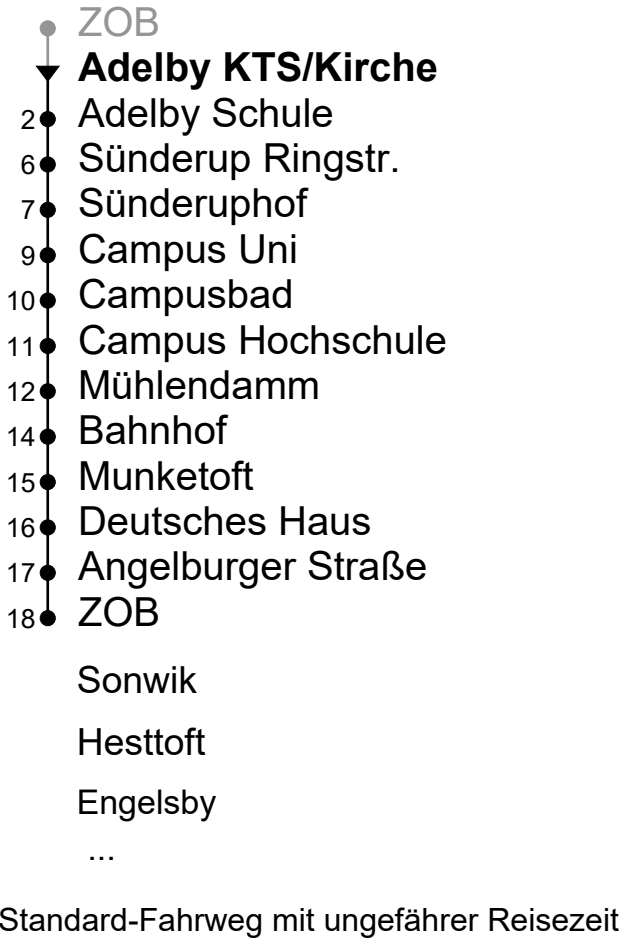 ZOB
Adelby KTS/Kirche
2 Adelby Schule
6 Sünderup Ringstr.
7 Sünderuphof
9 Campus Uni
10 Campusbad
11 Campus Hochschule
12 Mühlendamm
14 Bahnhof
15 Munketoft
16 Deutsches Haus
17 Angelburger Straße
18 ZOB
Sonwik
Hesttoft
Engelsby
...
Standard-Fahrweg mit ungefährer Reisezeit